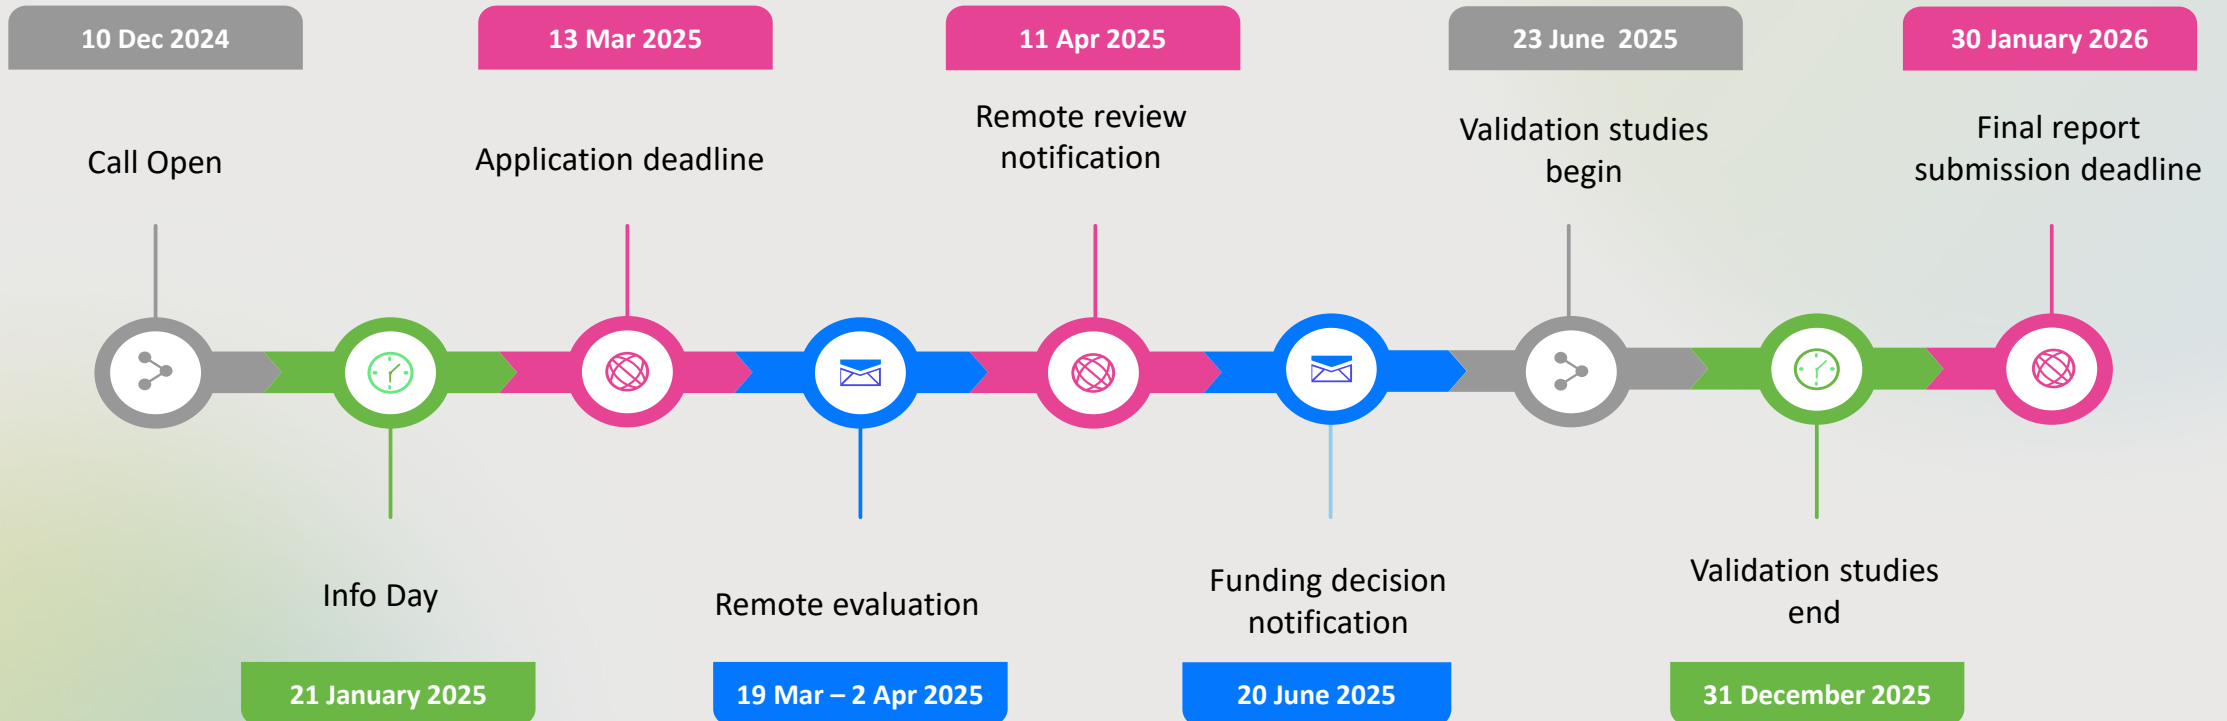 10 Dec 2024
13 Mar 2025
11 Apr 2025
23 June  2025
30 January 2026
Call Open
Application deadline
Remote review
notification
Validation studies
begin
Final report
submission deadline
Info Day
Remote evaluation
Funding decision
notification
Validation studies
end
21 January 2025
19 Mar – 2 Apr 2025
20 June 2025
31 December 2025